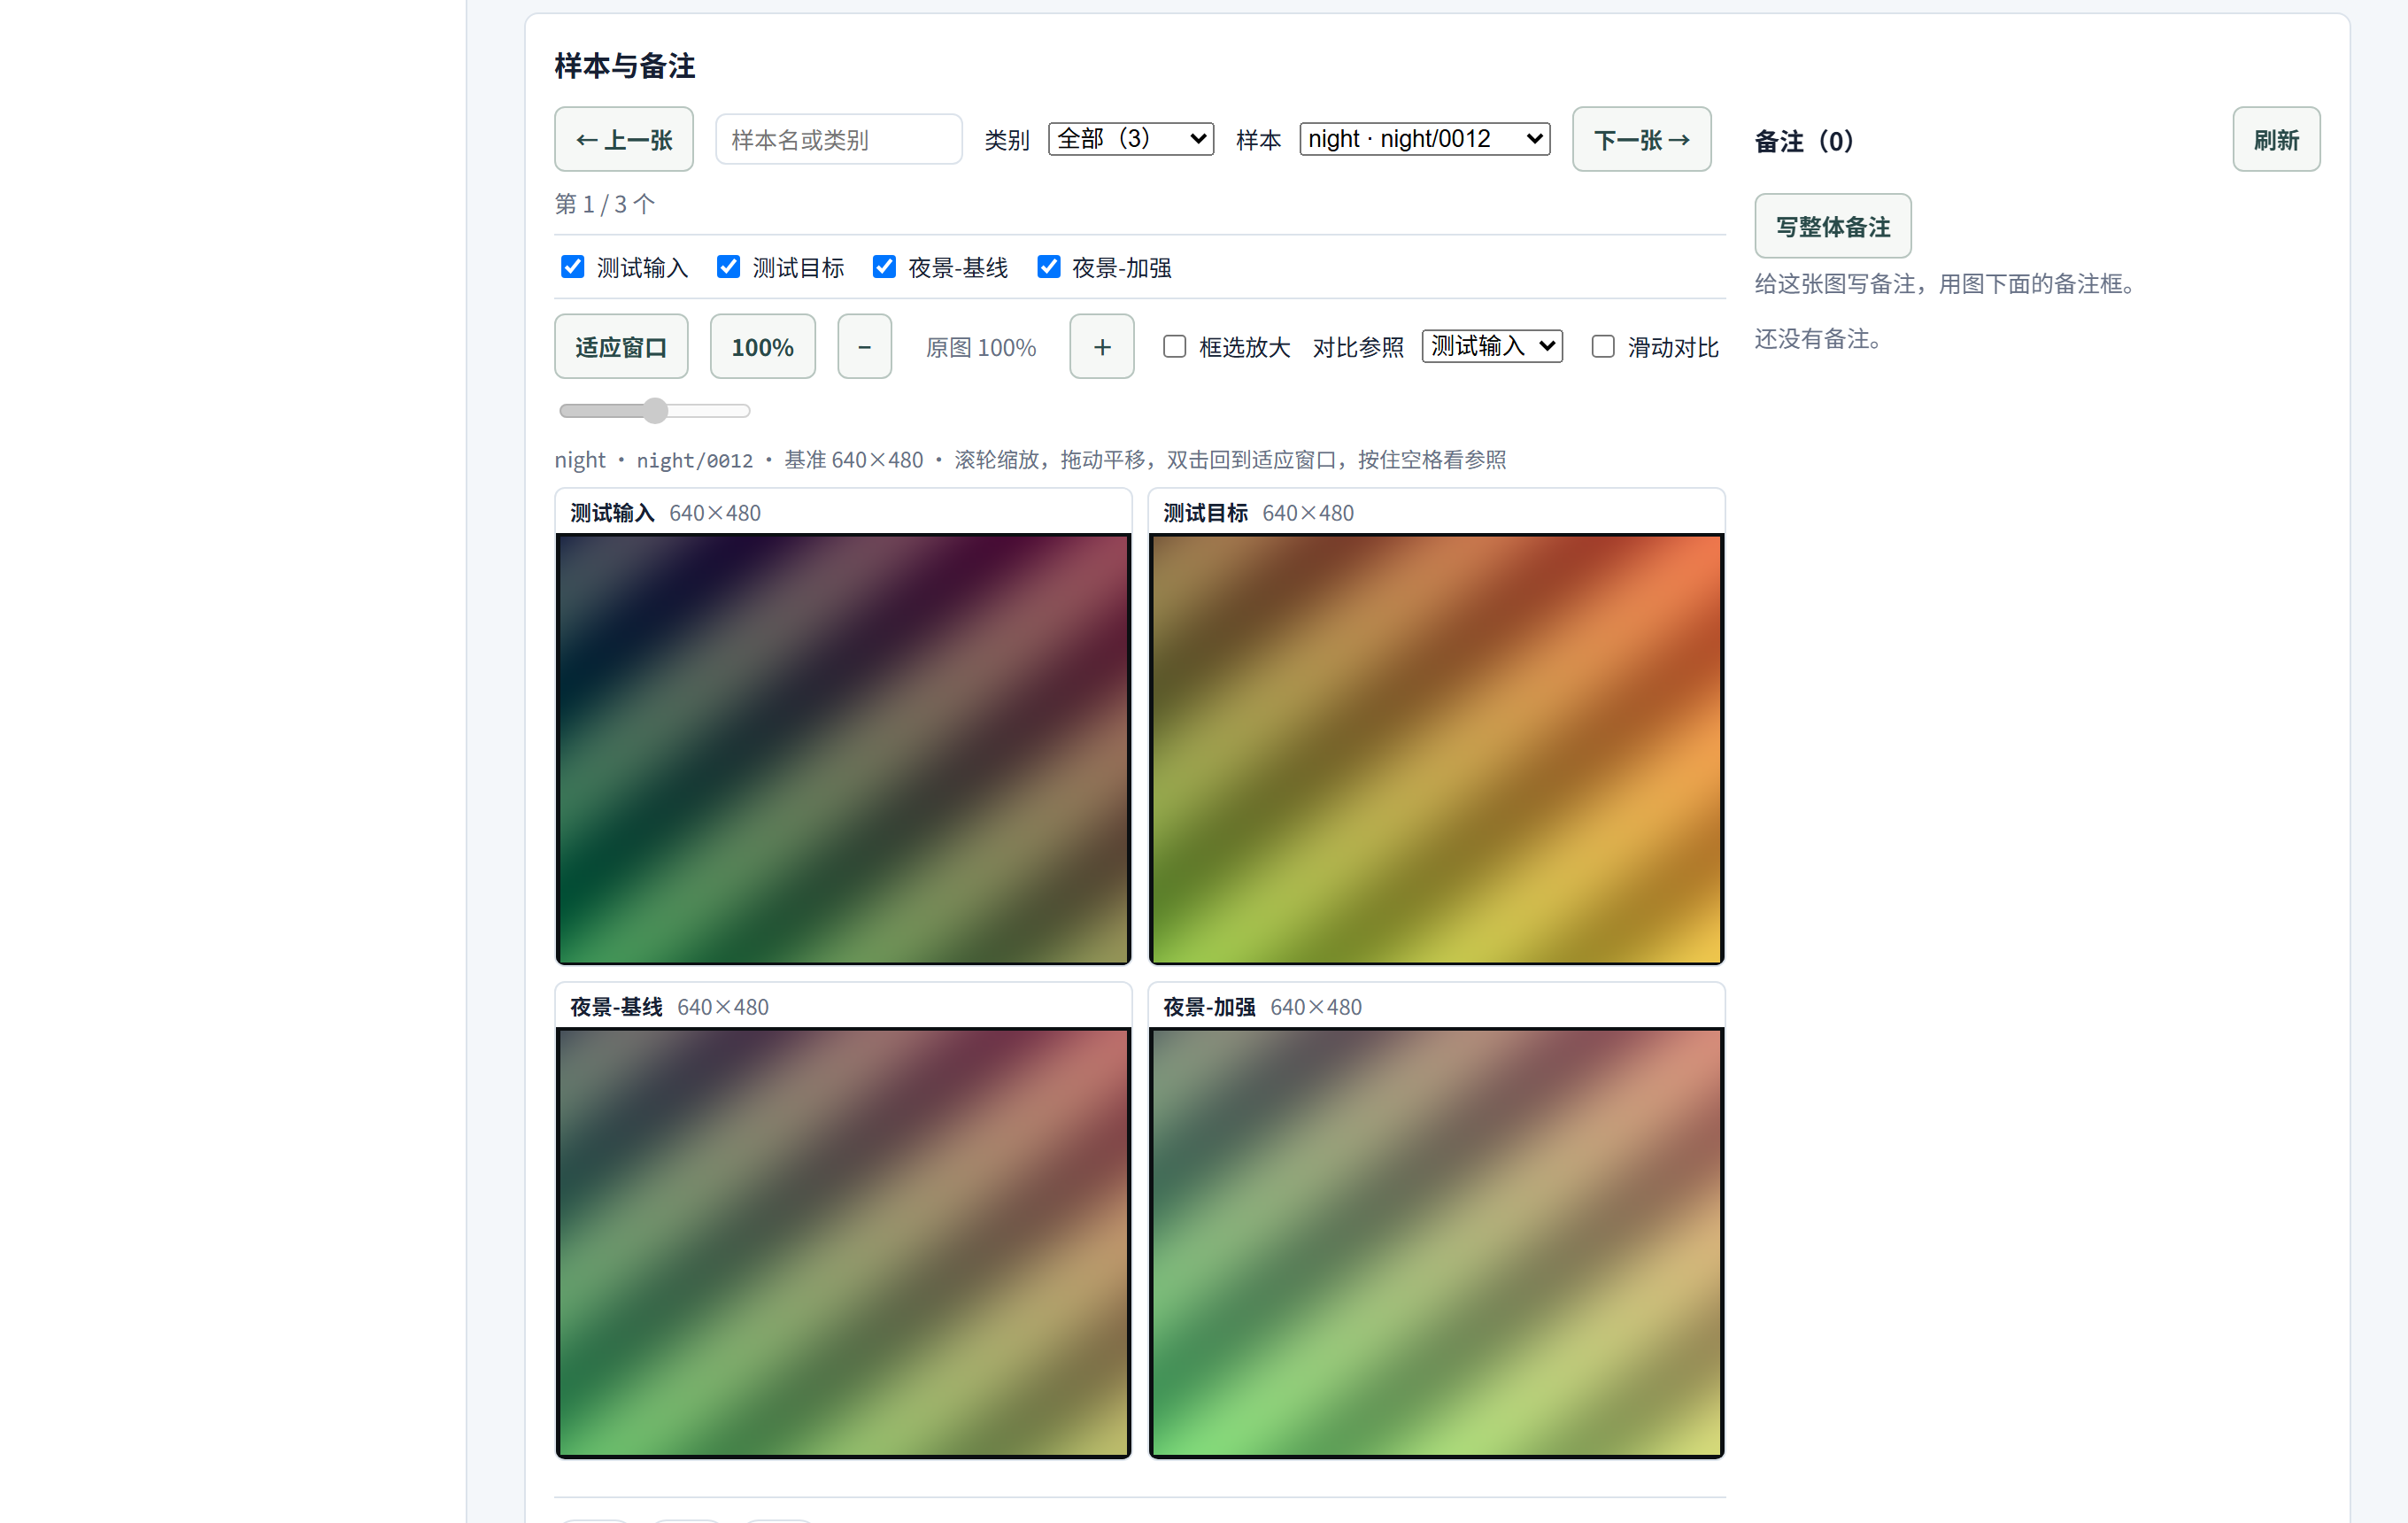 样本与备注
← 上一张 样本名或类别 类别 全部（3） 样本 night · night/0012 下一张 →
第 1 / 3 个
测试输入 测试目标 夜景-基线 夜景-加强
适应窗口 100% − 原图 100% + 框选放大 对比参照 测试输入 滑动对比
night • night/0012 • 基准 640×480 • 滚轮缩放，拖动平移，双击回到适应窗口，按住空格看参照
测试输入 640×480
测试目标 640×480
夜景-基线 640×480
夜景-加强 640×480
备注（0） 刷新
写整体备注
给这张图写备注，用图下面的备注框。
还没有备注。